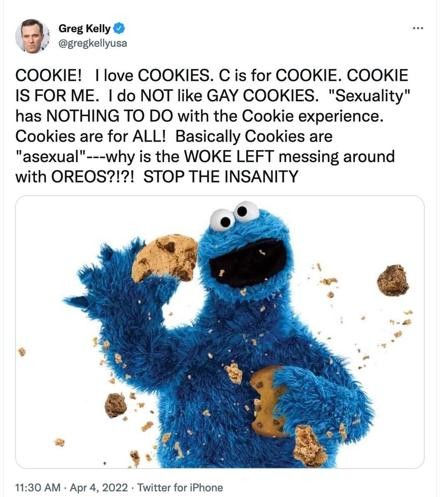 Greg Kelly
@gregkellyusa
COOKIE!  I love COOKIES. C is for COOKIE. COOKIE
IS FOR ME.  I do NOT like GAY COOKIES.  "Sexuality"
has NOTHING TO DO with the Cookie experience.
Cookies are for ALL!  Basically Cookies are
"asexual"---why is the WOKE LEFT messing around
with OREOS?!?!  STOP THE INSANITY
11:30 AM · Apr 4, 2022 · Twitter for iPhone